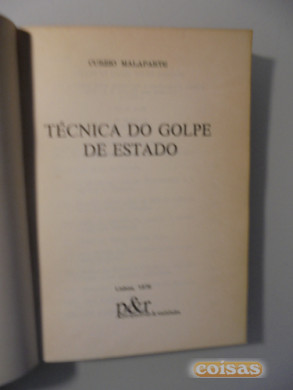 CURZIO MALAPARTE
TÉCNICA DO GOLPE
DE ESTADO
Lisboa, 1978
p&r
coisas